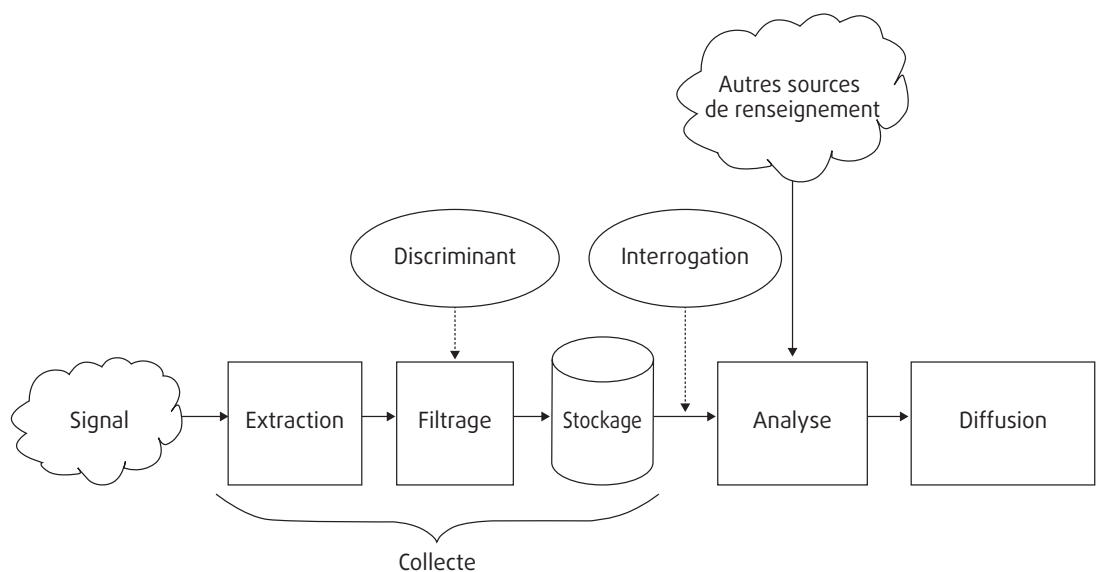 Autres sources
de renseignement
Discriminant
Interrogation
Signal
Extraction
Filtrage
Stockage
Analyse
Diffusion
Collecte